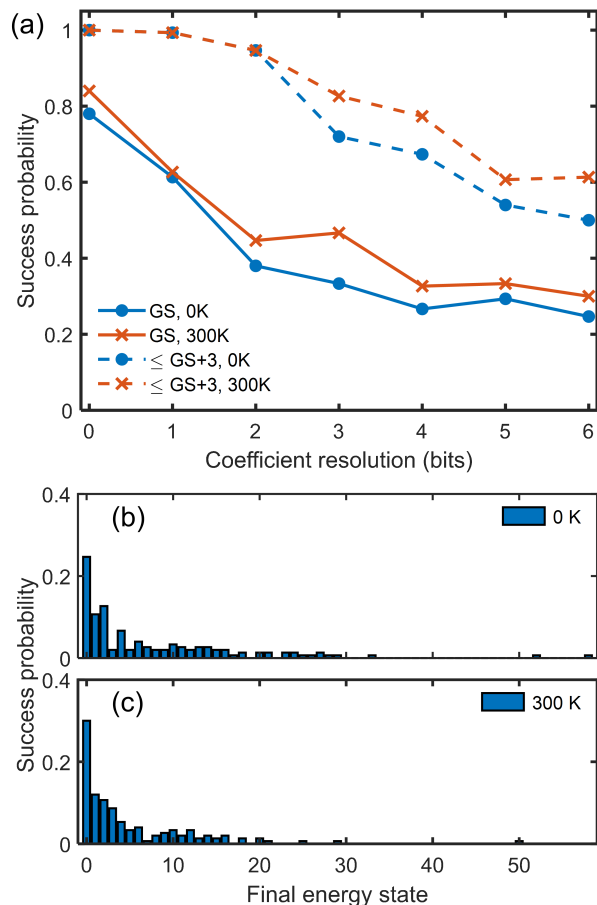 (a)
1
0.8
0.6
0.4
0.2
0
Success probability
GS, 0K
GS, 300K
≤ GS+3, 0K
≤ GS+3, 300K
0 1 2 3 4 5 6
Coefficient resolution (bits)
(b)
0 K
0.4
0.2
0
(c)
300 K
0.4
0.2
0
Success probability
0 10 20 30 40 50
Final energy state